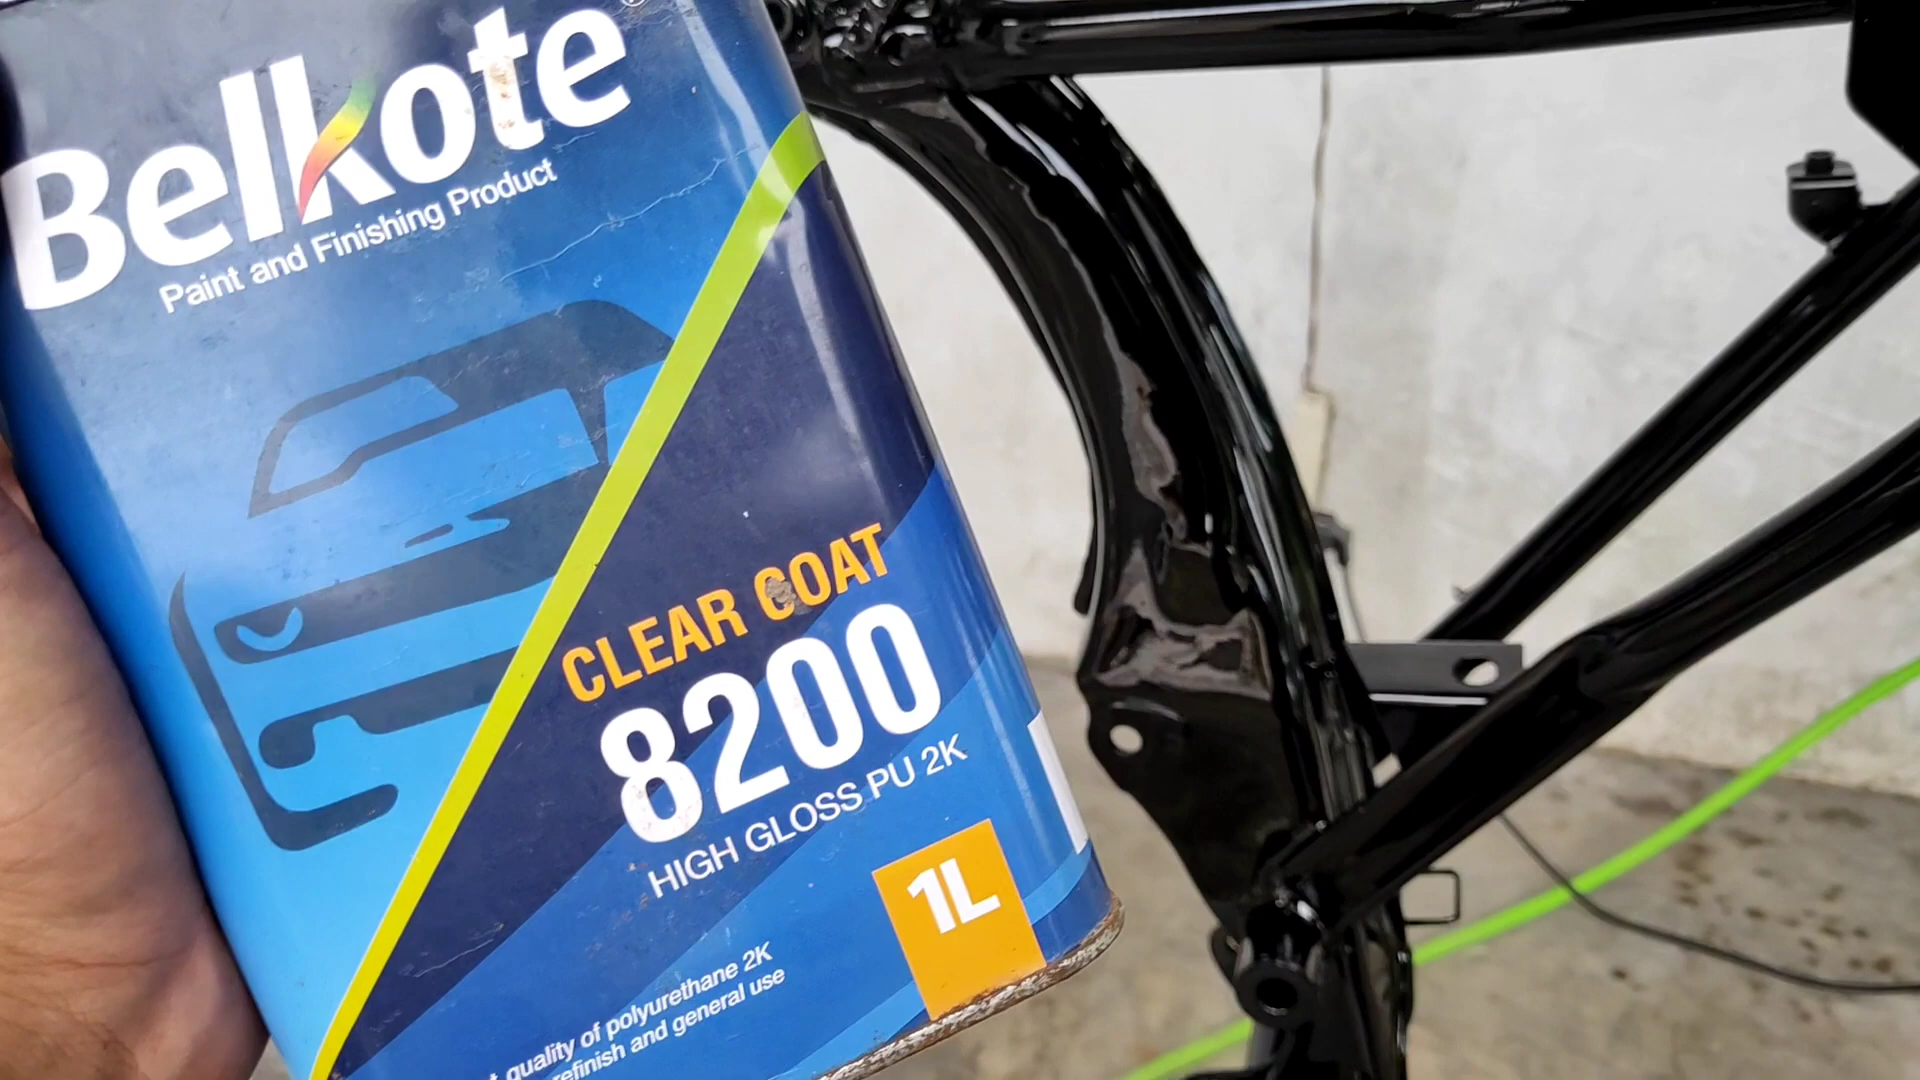 Belkote
Paint and Finishing Product
CLEAR COAT
8200
HIGH GLOSS PU 2K
1L
quality of polyurethane 2K
refinish and general use